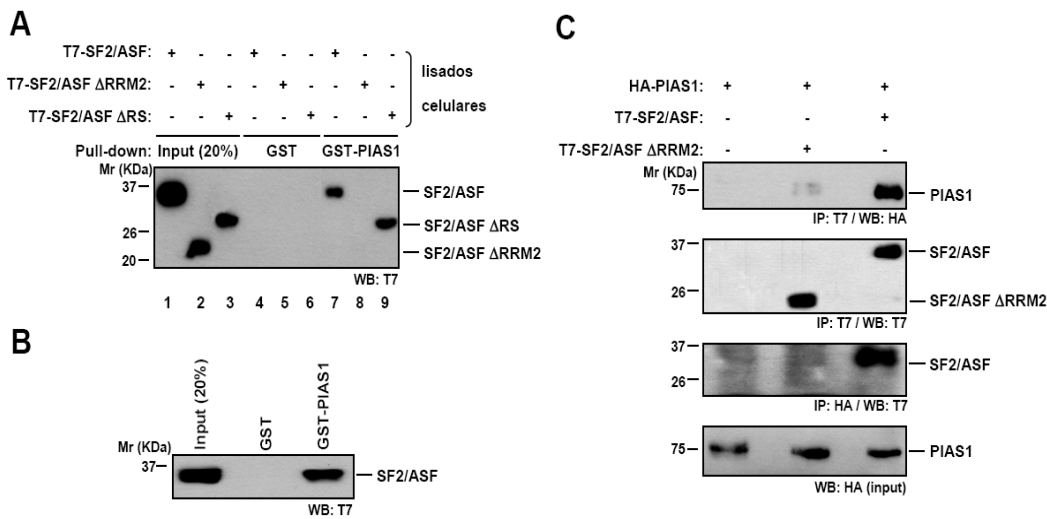 A
T7-SF2/ASF: + - - + - - + - -
T7-SF2/ASF ΔRRM2: - + - - + - - + -
T7-SF2/ASF ΔRS: - - + - - + - - +
lisados
celulares
Pull-down: Input (20%) GST GST-PIAS1
Mr (KDa)
37
26
20
SF2/ASF
SF2/ASF ΔRS
SF2/ASF ΔRRM2
WB: T7
1 2 3 4 5 6 7 8 9
B
Input (20%)
GST
GST-PIAS1
Mr (KDa)
37
SF2/ASF
WB: T7
C
HA-PIAS1: + + +
T7-SF2/ASF: - - +
T7-SF2/ASF ΔRRM2: - + -
Mr (KDa)
75
PIAS1
IP: T7 / WB: HA
37
SF2/ASF
26
SF2/ASF ΔRRM2
IP: T7 / WB: T7
37
SF2/ASF
26
IP: HA / WB: T7
75
PIAS1
WB: HA (input)